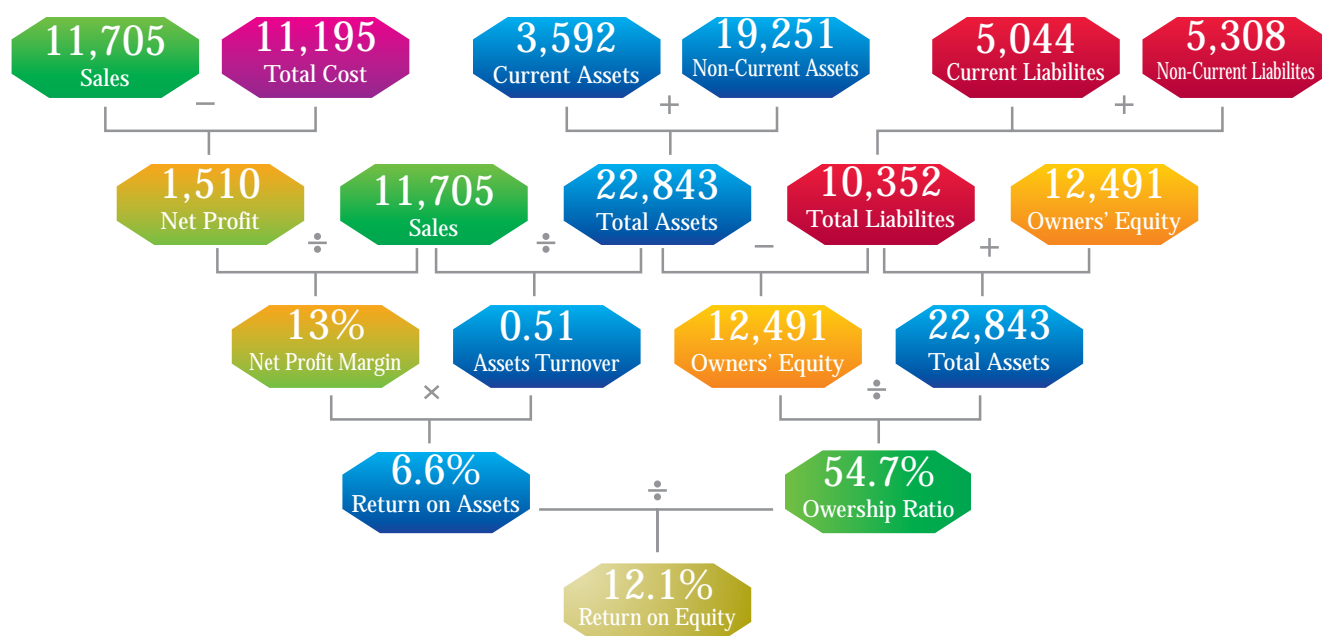 11,705
Sales
11,195
Total Cost
3,592
Current Assets
19,251
Non-Current Assets
5,044
Current Liabilites
5,308
Non-Current Liabilites
−
+
+
1,510
Net Profit
11,705
Sales
22,843
Total Assets
10,352
Total Liabilites
12,491
Owners' Equity
÷
÷
−
+
13%
Net Profit Margin
0.51
Assets Turnover
12,491
Owners' Equity
22,843
Total Assets
×
÷
6.6%
Return on Assets
54.7%
Owership Ratio
÷
12.1%
Return on Equity